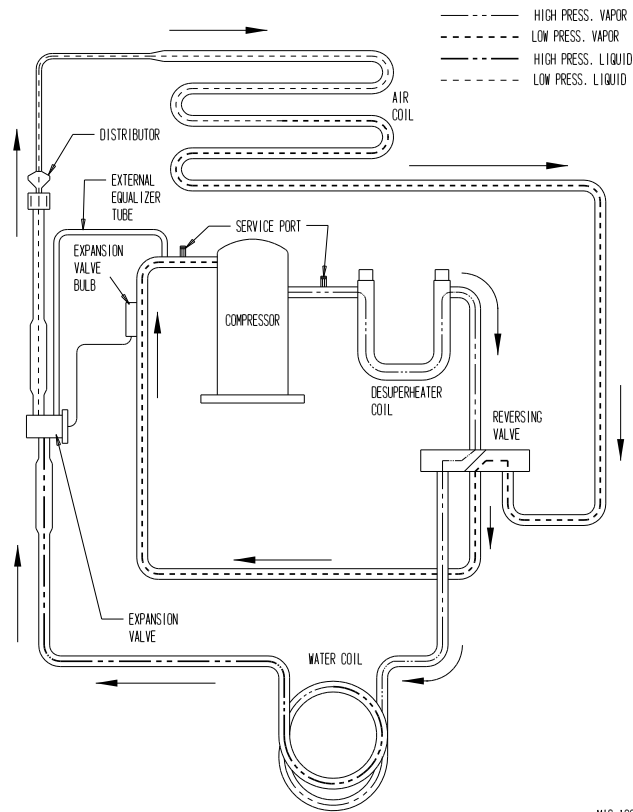 HIGH PRESS. VAPOR
LOW PRESS. VAPOR
HIGH PRESS. LIQUID
LOW PRESS. LIQUID
AIR
COIL
DISTRIBUTOR
EXTERNAL
EQUALIZER
TUBE
SERVICE PORT
EXPANSION
VALVE
BULB
COMPRESSOR
DESUPERHEATER
COIL
REVERSING
VALVE
EXPANSION
VALVE
WATER COIL